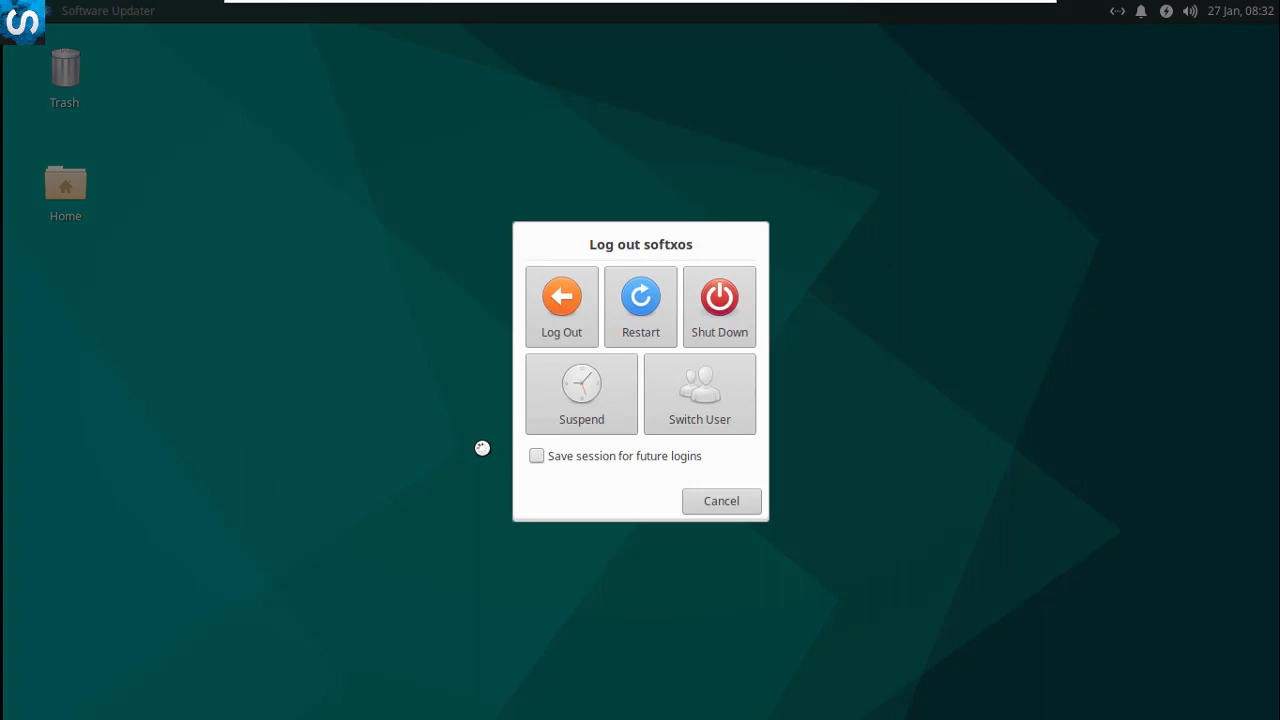 Software Updater
27 Jan, 08:32
Trash
Home
Log out softxos
Log Out
Restart
Shut Down
Suspend
Switch User
Save session for future logins
Cancel